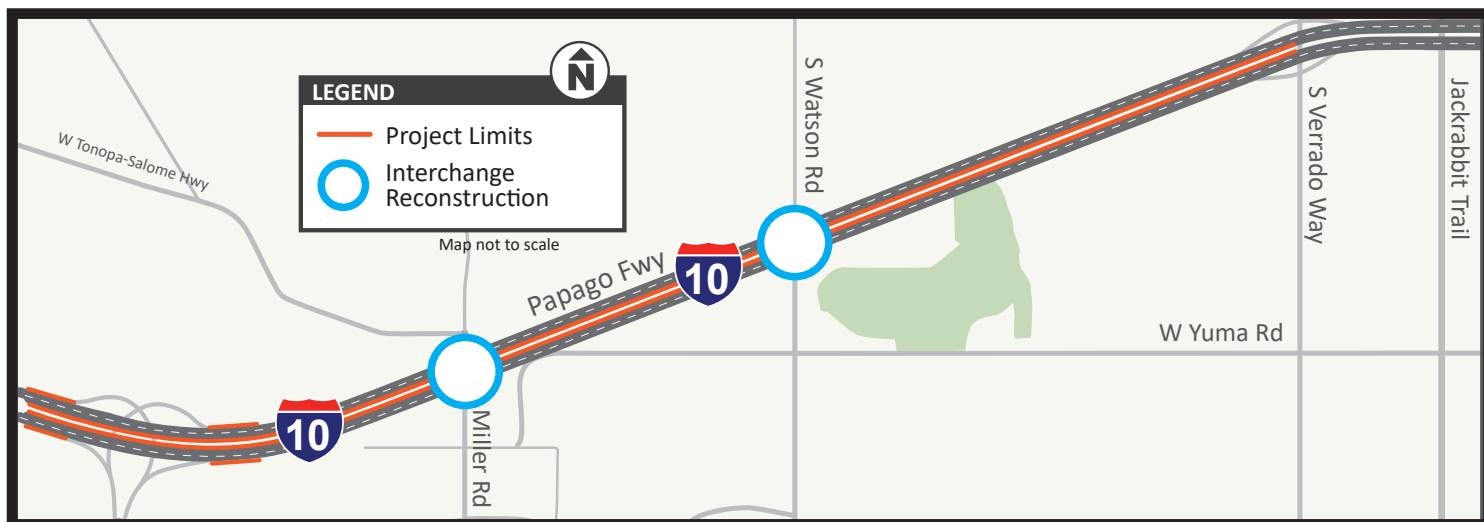 N
LEGEND
Project Limits
Interchange
Reconstruction
Map not to scale
W Tonopa-Salome Hwy
S Watson Rd
S Verrado Way
Jackrabbit Trail
Papago Fwy
10
W Yuma Rd
10
Miller Rd